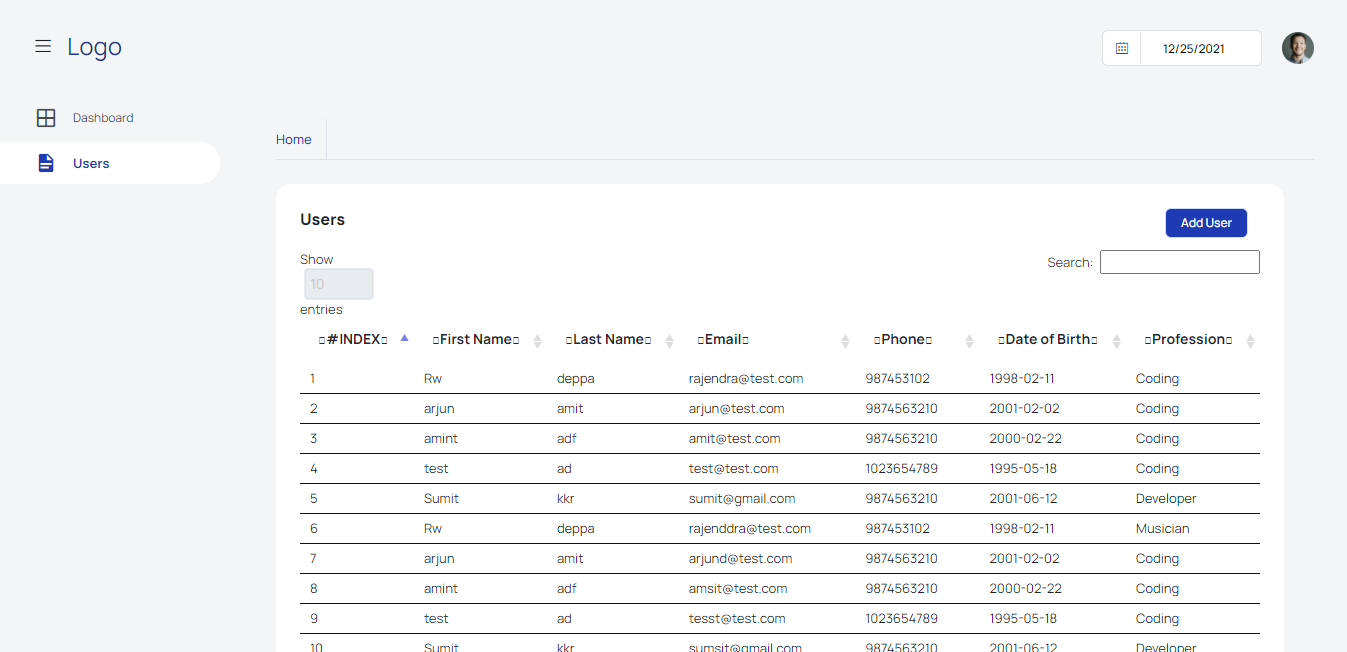 Logo
12/25/2021
Dashboard
Home
Users
Users
Add User
Show
10
entries
Search:
▯#INDEX▯ ▯First Name▯ ▯Last Name▯ ▯Email▯ ▯Phone▯ ▯Date of Birth▯ ▯Profession▯
1 Rw deppa rajendra@test.com 987453102 1998-02-11 Coding
2 arjun amit arjun@test.com 9874563210 2001-02-02 Coding
3 amint adf amit@test.com 9874563210 2000-02-22 Coding
4 test ad test@test.com 1023654789 1995-05-18 Coding
5 Sumit kkr sumit@gmail.com 9874563210 2001-06-12 Developer
6 Rw deppa rajenddra@test.com 987453102 1998-02-11 Musician
7 arjun amit arjund@test.com 9874563210 2001-02-02 Coding
8 amint adf amsit@test.com 9874563210 2000-02-22 Coding
9 test ad tesst@test.com 1023654789 1995-05-18 Coding
10 Sumit kkr sumsit@gmail.com 9874563210 2001-06-12 Developer